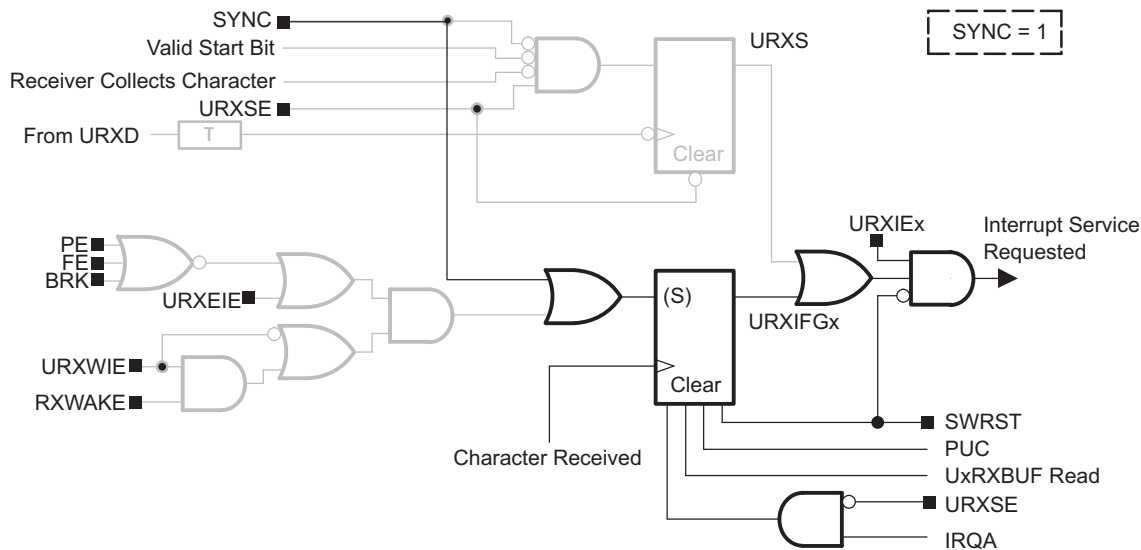 SYNC
SYNC = 1
Valid Start Bit
URXS
Receiver Collects Character
URXSE
From URXD
T
Clear
PE
FE
BRK
URXEIE
URXWIE
RXWAKE
(S)
Clear
URXIFGx
URXIEx
Interrupt Service
Requested
Character Received
SWRST
PUC
UxRXBUF Read
URXSE
IRQA